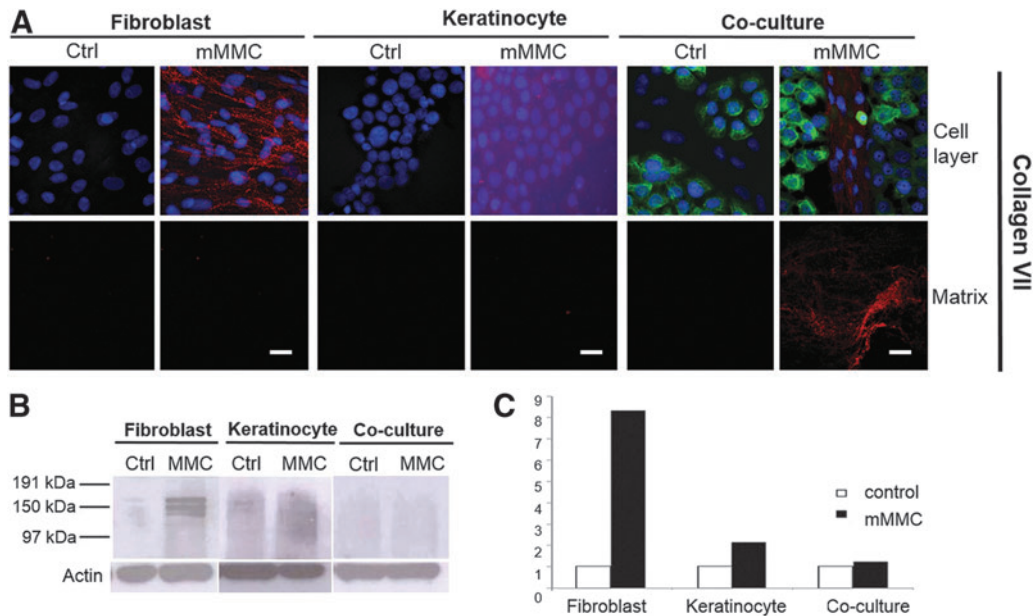 A
Fibroblast Keratinocyte Co-culture
Ctrl mMMC Ctrl mMMC Ctrl mMMC
Cell
layer
Matrix
Collagen VII
B
Fibroblast Keratinocyte Co-culture
Ctrl MMC Ctrl MMC Ctrl MMC
191 kDa
150 kDa
97 kDa
Actin
C
9
8
7
6
5
4
3
2
1
0
control
mMMC
Fibroblast Keratinocyte Co-culture